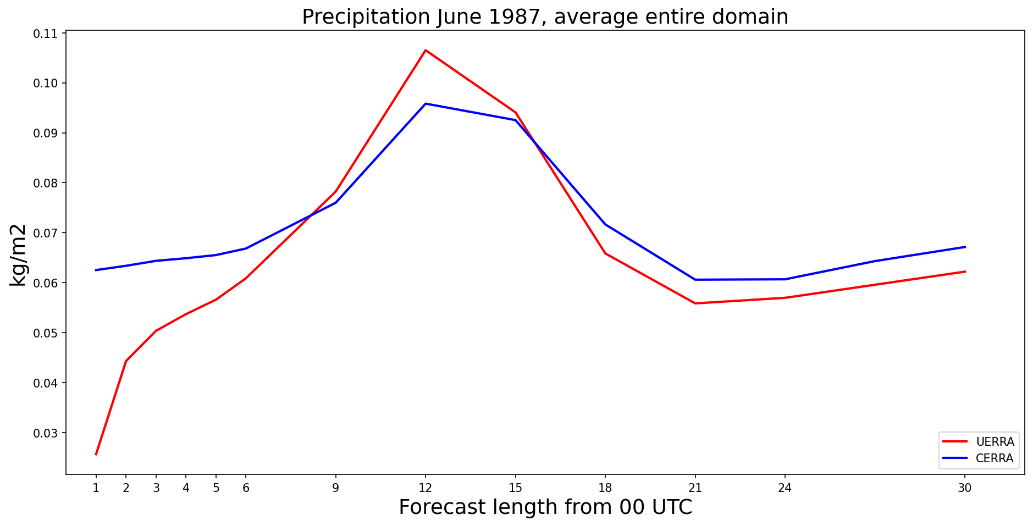 Precipitation June 1987, average entire domain
0.11
0.10
0.09
0.08
0.07
0.06
0.05
0.04
0.03
kg/m2
UERRA
CERRA
1 2 3 4 5 6 9 12 15 18 21 24 30
Forecast length from 00 UTC